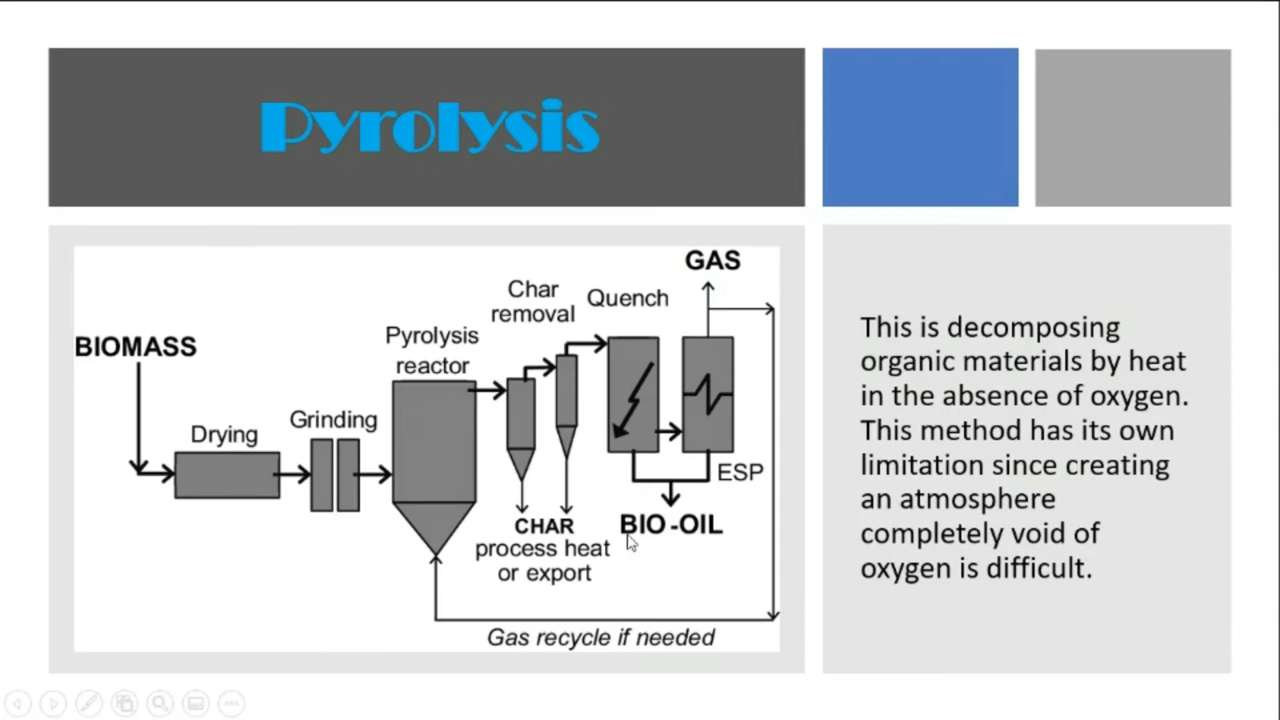 Pyrolysis
GAS
Char
removal
Quench
Pyrolysis
reactor
BIOMASS
Grinding
Drying
ESP
CHAR
process heat
or export
BIO-OIL
Gas recycle if needed
This is decomposing
organic materials by heat
in the absence of oxygen.
This method has its own
limitation since creating
an atmosphere
completely void of
oxygen is difficult.